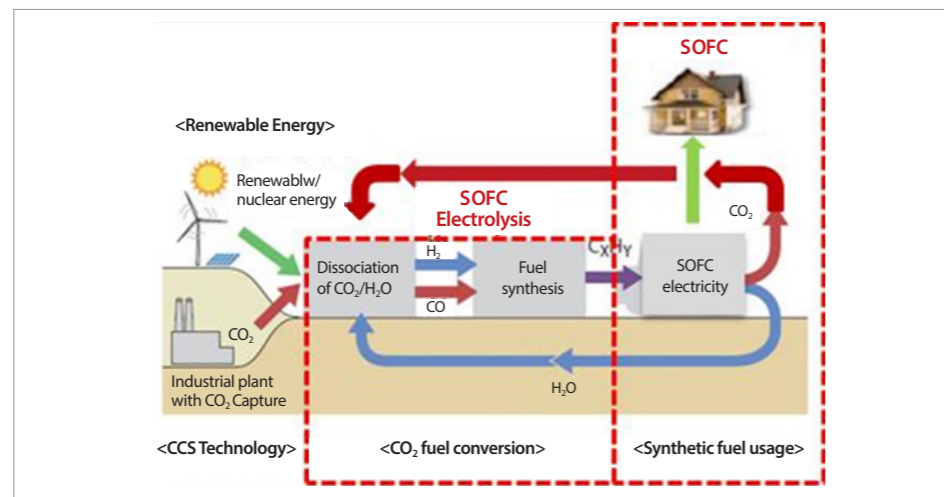 SOFC
<Renewable Energy>
Renewablw/
nuclear energy
SOFC
Electrolysis
CO₂
H₂
CO
CₓH_Y
Dissociation
of CO₂/H₂O
Fuel
synthesis
SOFC
electricity
CO₂
Industrial plant
with CO₂ Capture
H₂O
<CCS Technology>
<CO₂ fuel conversion>
<Synthetic fuel usage>